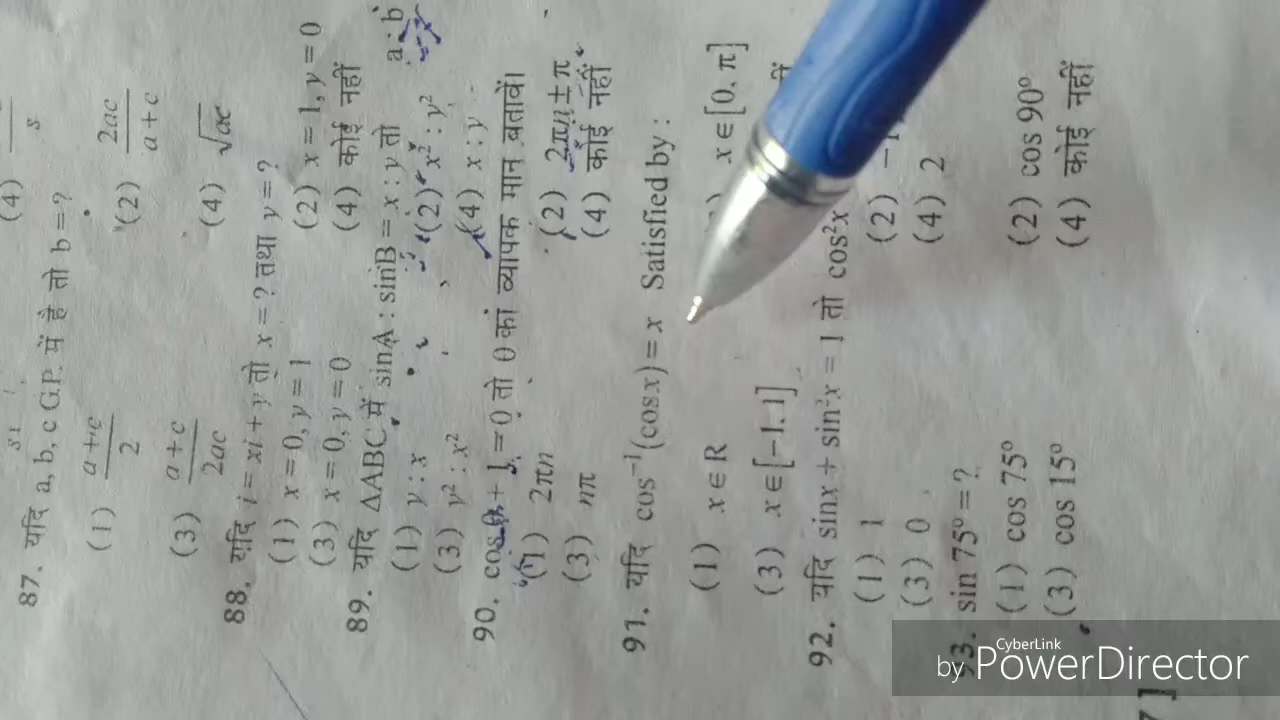 (4) s
87. यदि a, b, c G.P. में है तो b = ?
(1) a + c / 2 (2) 2ac / a + c
(3) a + c / 2ac (4) √ac
88. यदि i = xi + y तो x = ? तथा y = ?
(1) x = 0, y = 1 (2) x = 1, y = 0
(3) x = 0, y = 0 (4) कोई नहीं
89. यदि ΔABC में sinA : sinB = x : y तो a : b
(1) y : x (2) x² : y²
(3) y² : x² (4) x : y
90. cos θ + 1 = 0 तो θ का व्यापक मान बतावें।
(1) 2πn (2) 2πn ± π
(3) nπ (4) कोई नहीं
91. यदि cos⁻¹(cos x) = x Satisfied by :
(1) x ∈ R x ∈ [0, π]
(3) x ∈ [−1, 1]
92. यदि sinx + sin²x = 1 तो cos²x
(1) 1 (2)
(3) 0 (4) 2
93. sin 75° = ?
(1) cos 75° (2) cos 90°
(3) cos 15° (4) कोई नहीं
7 ]
CyberLink
by PowerDirector